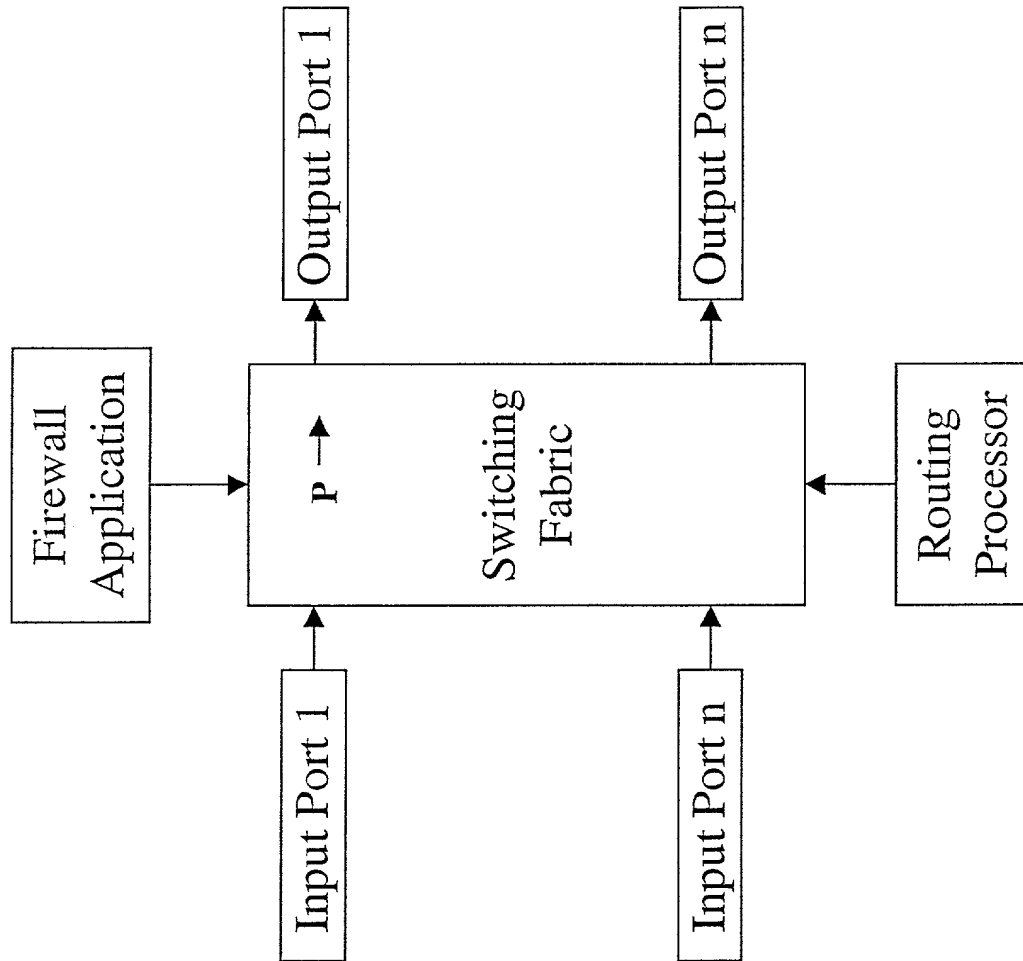 Firewall
Application
Output Port 1
Output Port n
P
Switching
Fabric
Input Port 1
Input Port n
Routing
Processor